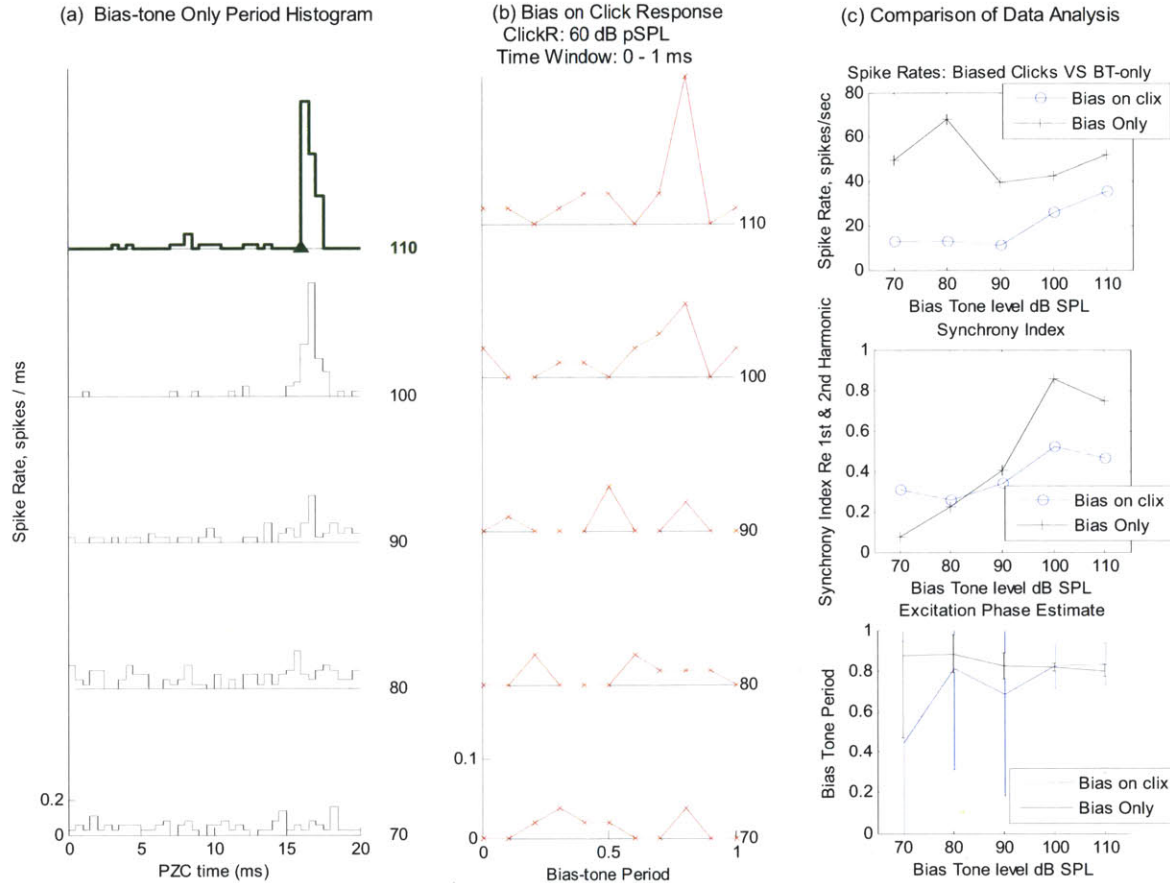 (a) Bias-tone Only Period Histogram
Spike Rate, spikes / ms
110
100
90
80
70
0.2
0
0 5 10 15 20
PZC time (ms)
(b) Bias on Click Response
ClickR: 60 dB pSPL
Time Window: 0 - 1 ms
110
100
90
80
70
0.1
0
0 0.5 1
Bias-tone Period
(c) Comparison of Data Analysis
Spike Rates: Biased Clicks VS BT-only
Spike Rate, spikes/sec
80
60
40
20
0
Bias on clix
Bias Only
70 80 90 100 110
Bias Tone level dB SPL
Synchrony Index
Synchrony Index Re 1st & 2nd Harmonic
1
0.8
0.6
0.4
0.2
0
Bias on clix
Bias Only
70 80 90 100 110
Bias Tone level dB SPL
Excitation Phase Estimate
Bias Tone Period
1
0.8
0.6
0.4
0.2
0
Bias on clix
Bias Only
70 80 90 100 110
Bias Tone level dB SPL